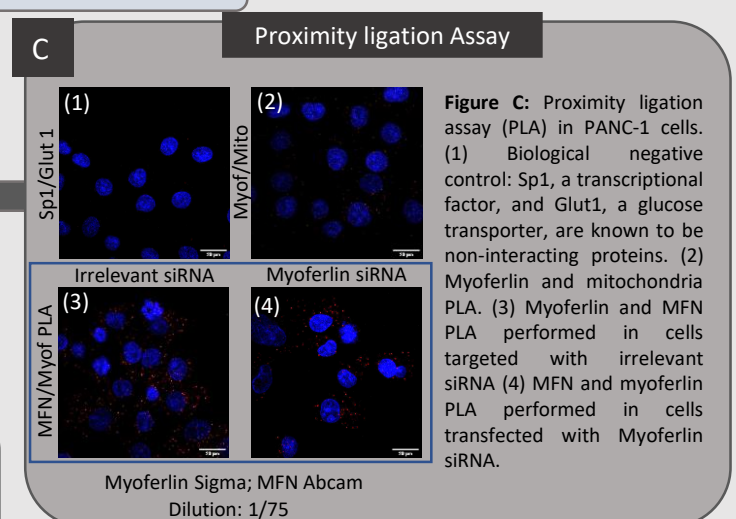 C
Proximity ligation Assay
(1)
(2)
Sp1/Glut 1
Myof/Mito
Irrelevant siRNA
Myoferlin siRNA
(3)
(4)
MFN/Myof PLA
Myoferlin Sigma; MFN Abcam
Dilution: 1/75
Figure C: Proximity ligation
assay (PLA) in PANC-1 cells.
(1) Biological negative
control: Sp1, a transcriptional
factor, and Glut1, a glucose
transporter, are known to be
non-interacting proteins. (2)
Myoferlin and mitochondria
PLA. (3) Myoferlin and MFN
PLA performed in cells
targeted with irrelevant
siRNA (4) MFN and myoferlin
PLA performed in cells
transfected with Myoferlin
siRNA.